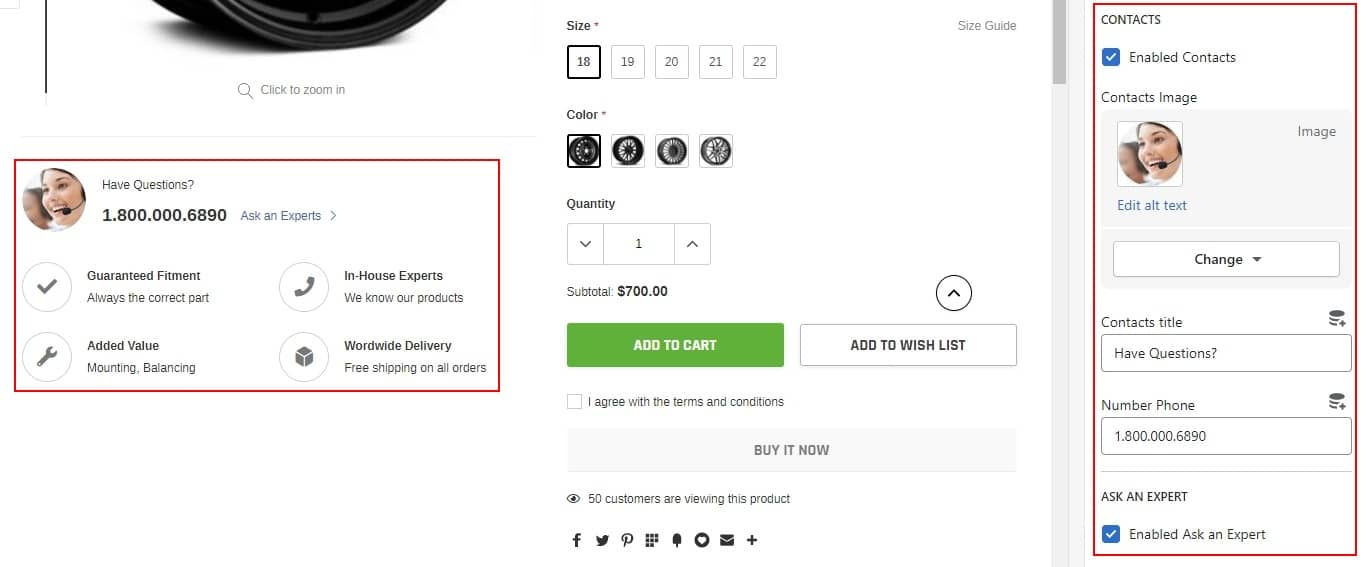 Click to zoom in
Have Questions?
1.800.000.6890 Ask an Experts
Guaranteed Fitment
Always the correct part
In-House Experts
We know our products
Added Value
Mounting, Balancing
Wordwide Delivery
Free shipping on all orders
Size * Size Guide
18 19 20 21 22
Color *
Quantity
1
Subtotal: $700.00
ADD TO CART ADD TO WISH LIST
I agree with the terms and conditions
BUY IT NOW
50 customers are viewing this product
CONTACTS
Enabled Contacts
Contacts Image
Image
Edit alt text
Change
Contacts title
Have Questions?
Number Phone
1.800.000.6890
ASK AN EXPERT
Enabled Ask an Expert